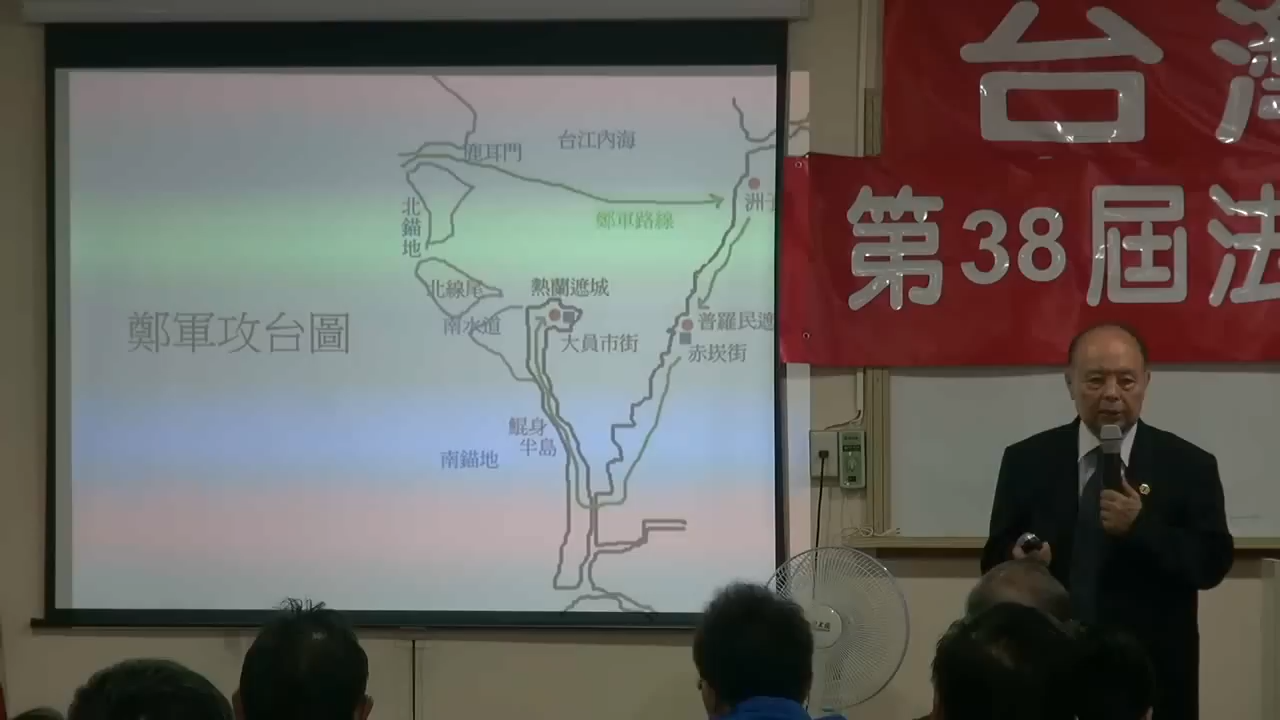 鹿耳門
台江內海
洲
北錨地
鄭軍路線
北線尾
熱蘭遮城
南水道
大員市街
普羅民遮
赤崁街
鄭軍攻台圖
鯤身
半島
南錨地
台灣
第38屆法